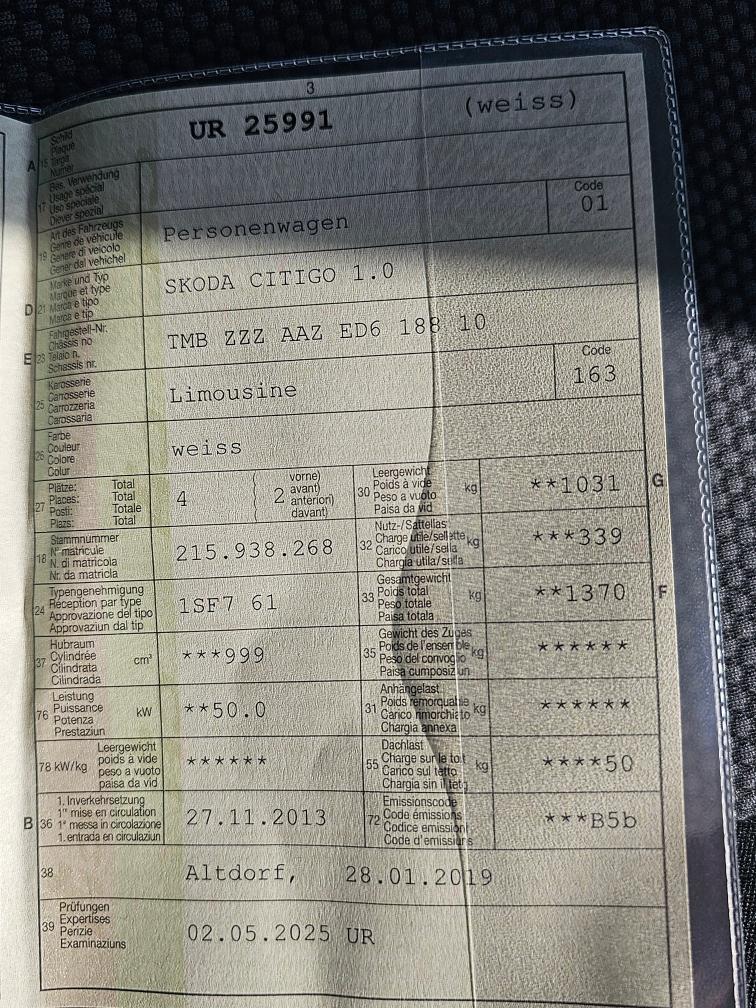 3
A 15 Schild UR 25991 (weiss)
Plaque
Targa
Numer
17 Bes. Verwendung
Usage spécial
Uso speciale
Diever spezial
19 Art des Fahrzeugs Personenwagen Code
Genre de véhicule 01
Genere di veicolo
Gener dal vehichel
D 21 Marke und Typ SKODA CITIGO 1.0
Marque et type
Marca e tipo
Marca e tip
E 23 Fahrgestell-Nr. TMB ZZZ AAZ ED6 188 10
Châssis no
Telaio n.
Schassis nr.
25 Karosserie Limousine Code
Carrosserie 163
Carrozzeria
Carossaria
26 Farbe weiss
Couleur
Colore
Colur
27 Plätze: Total 4 ( 2 vorne)
Places: Total avant)
Posti: Totale anteriori)
Plazs: Total davant)
30 Leergewicht kg **1031 G
Poids à vide
Peso a vuoto
Paisa da vid
18 Stammnummer 215.938.268
N° matricule
N. di matricola
Nr. da matricla
32 Nutz-/Sattellast kg ***339
Charge utile/sellette
Carico utile/sella
Chargia utila/sella
24 Typengenehmigung 1SF7 61
Réception par type
Approvazione del tipo
Approvaziun dal tip
33 Gesamtgewicht kg **1370 F
Poids total
Peso totale
Paisa totala
37 Hubraum cm³ ***999
Cylindrée
Cilindrata
Cilindrada
35 Gewicht des Zuges kg ******
Poids de l'ensemble
Peso del convoglio
Paisa cumposiziun
76 Leistung kW **50.0
Puissance
Potenza
Prestaziun
31 Anhängelast kg ******
Poids remorquable
Carico rimorchiato
Chargia annexa
78 kW/kg Leergewicht ******
poids à vide
peso a vuoto
paisa da vid
55 Dachlast kg ****50
Charge sur le toit
Carico sul tetto
Chargia sin il tetg
B 36 1. Inverkehrsetzung 27.11.2013
1re mise en circulation
1a messa in circolazione
1. entrada en circulaziun
72 Emissionscode ***B5b
Code émissions
Codice emissioni
Code d'emissiuns
38 Altdorf, 28.01.2019
39 Prüfungen 02.05.2025 UR
Expertises
Perizie
Examinaziuns